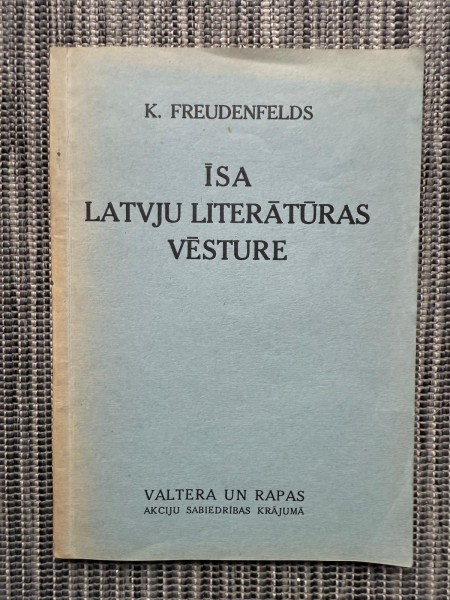 K. FREUDENFELDS
ĪSA
LATVJU LITERĀTŪRAS
VĒSTURE
VALTERA UN RAPAS
AKCIJU SABIEDRĪBAS KRĀJUMĀ